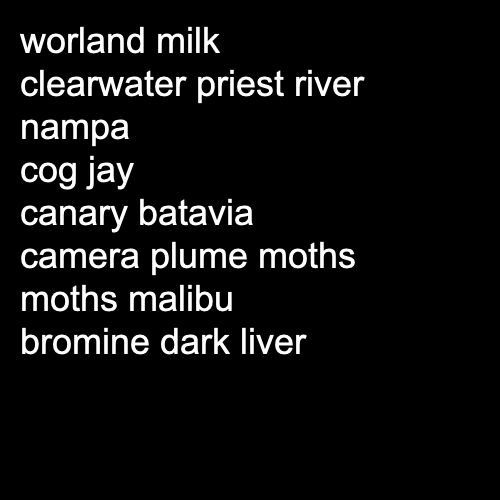 worland milk
clearwater priest river
nampa
cog jay
canary batavia
camera plume moths
moths malibu
bromine dark liver